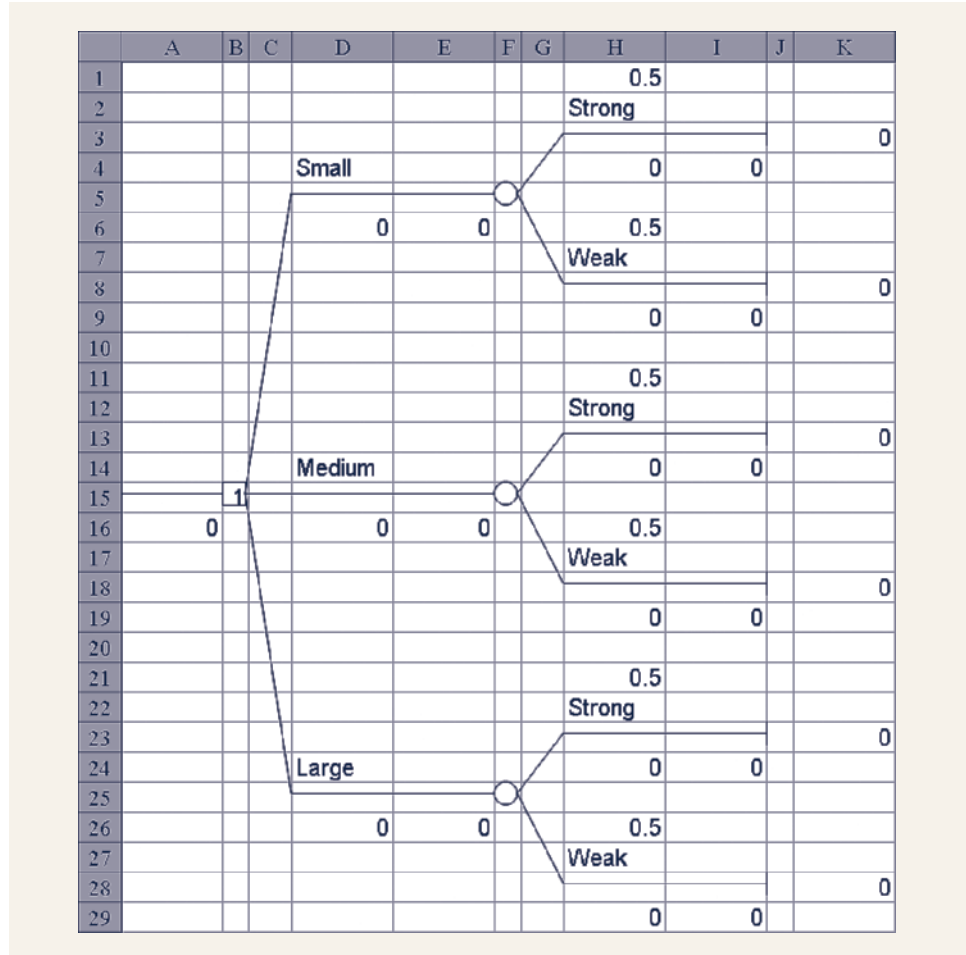 A B C D E F G H I J K
1 0.5
2 Strong
3 0
4 Small 0 0
5
6 0 0 0.5
7 Weak
8 0
9 0 0
10
11 0.5
12 Strong
13 0
14 Medium 0 0
15 1
16 0 0 0 0.5
17 Weak
18 0
19 0 0
20
21 0.5
22 Strong
23 0
24 Large 0 0
25
26 0 0 0.5
27 Weak
28 0
29 0 0